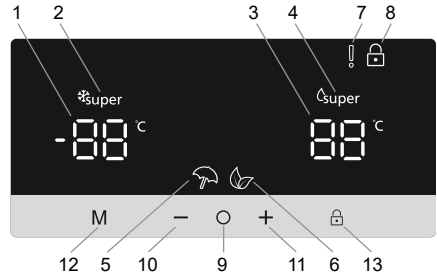 1 2 3 4 7 8
super super
-88 °C 88 °C
M − ○ +
12 5 10 9 11 6 13